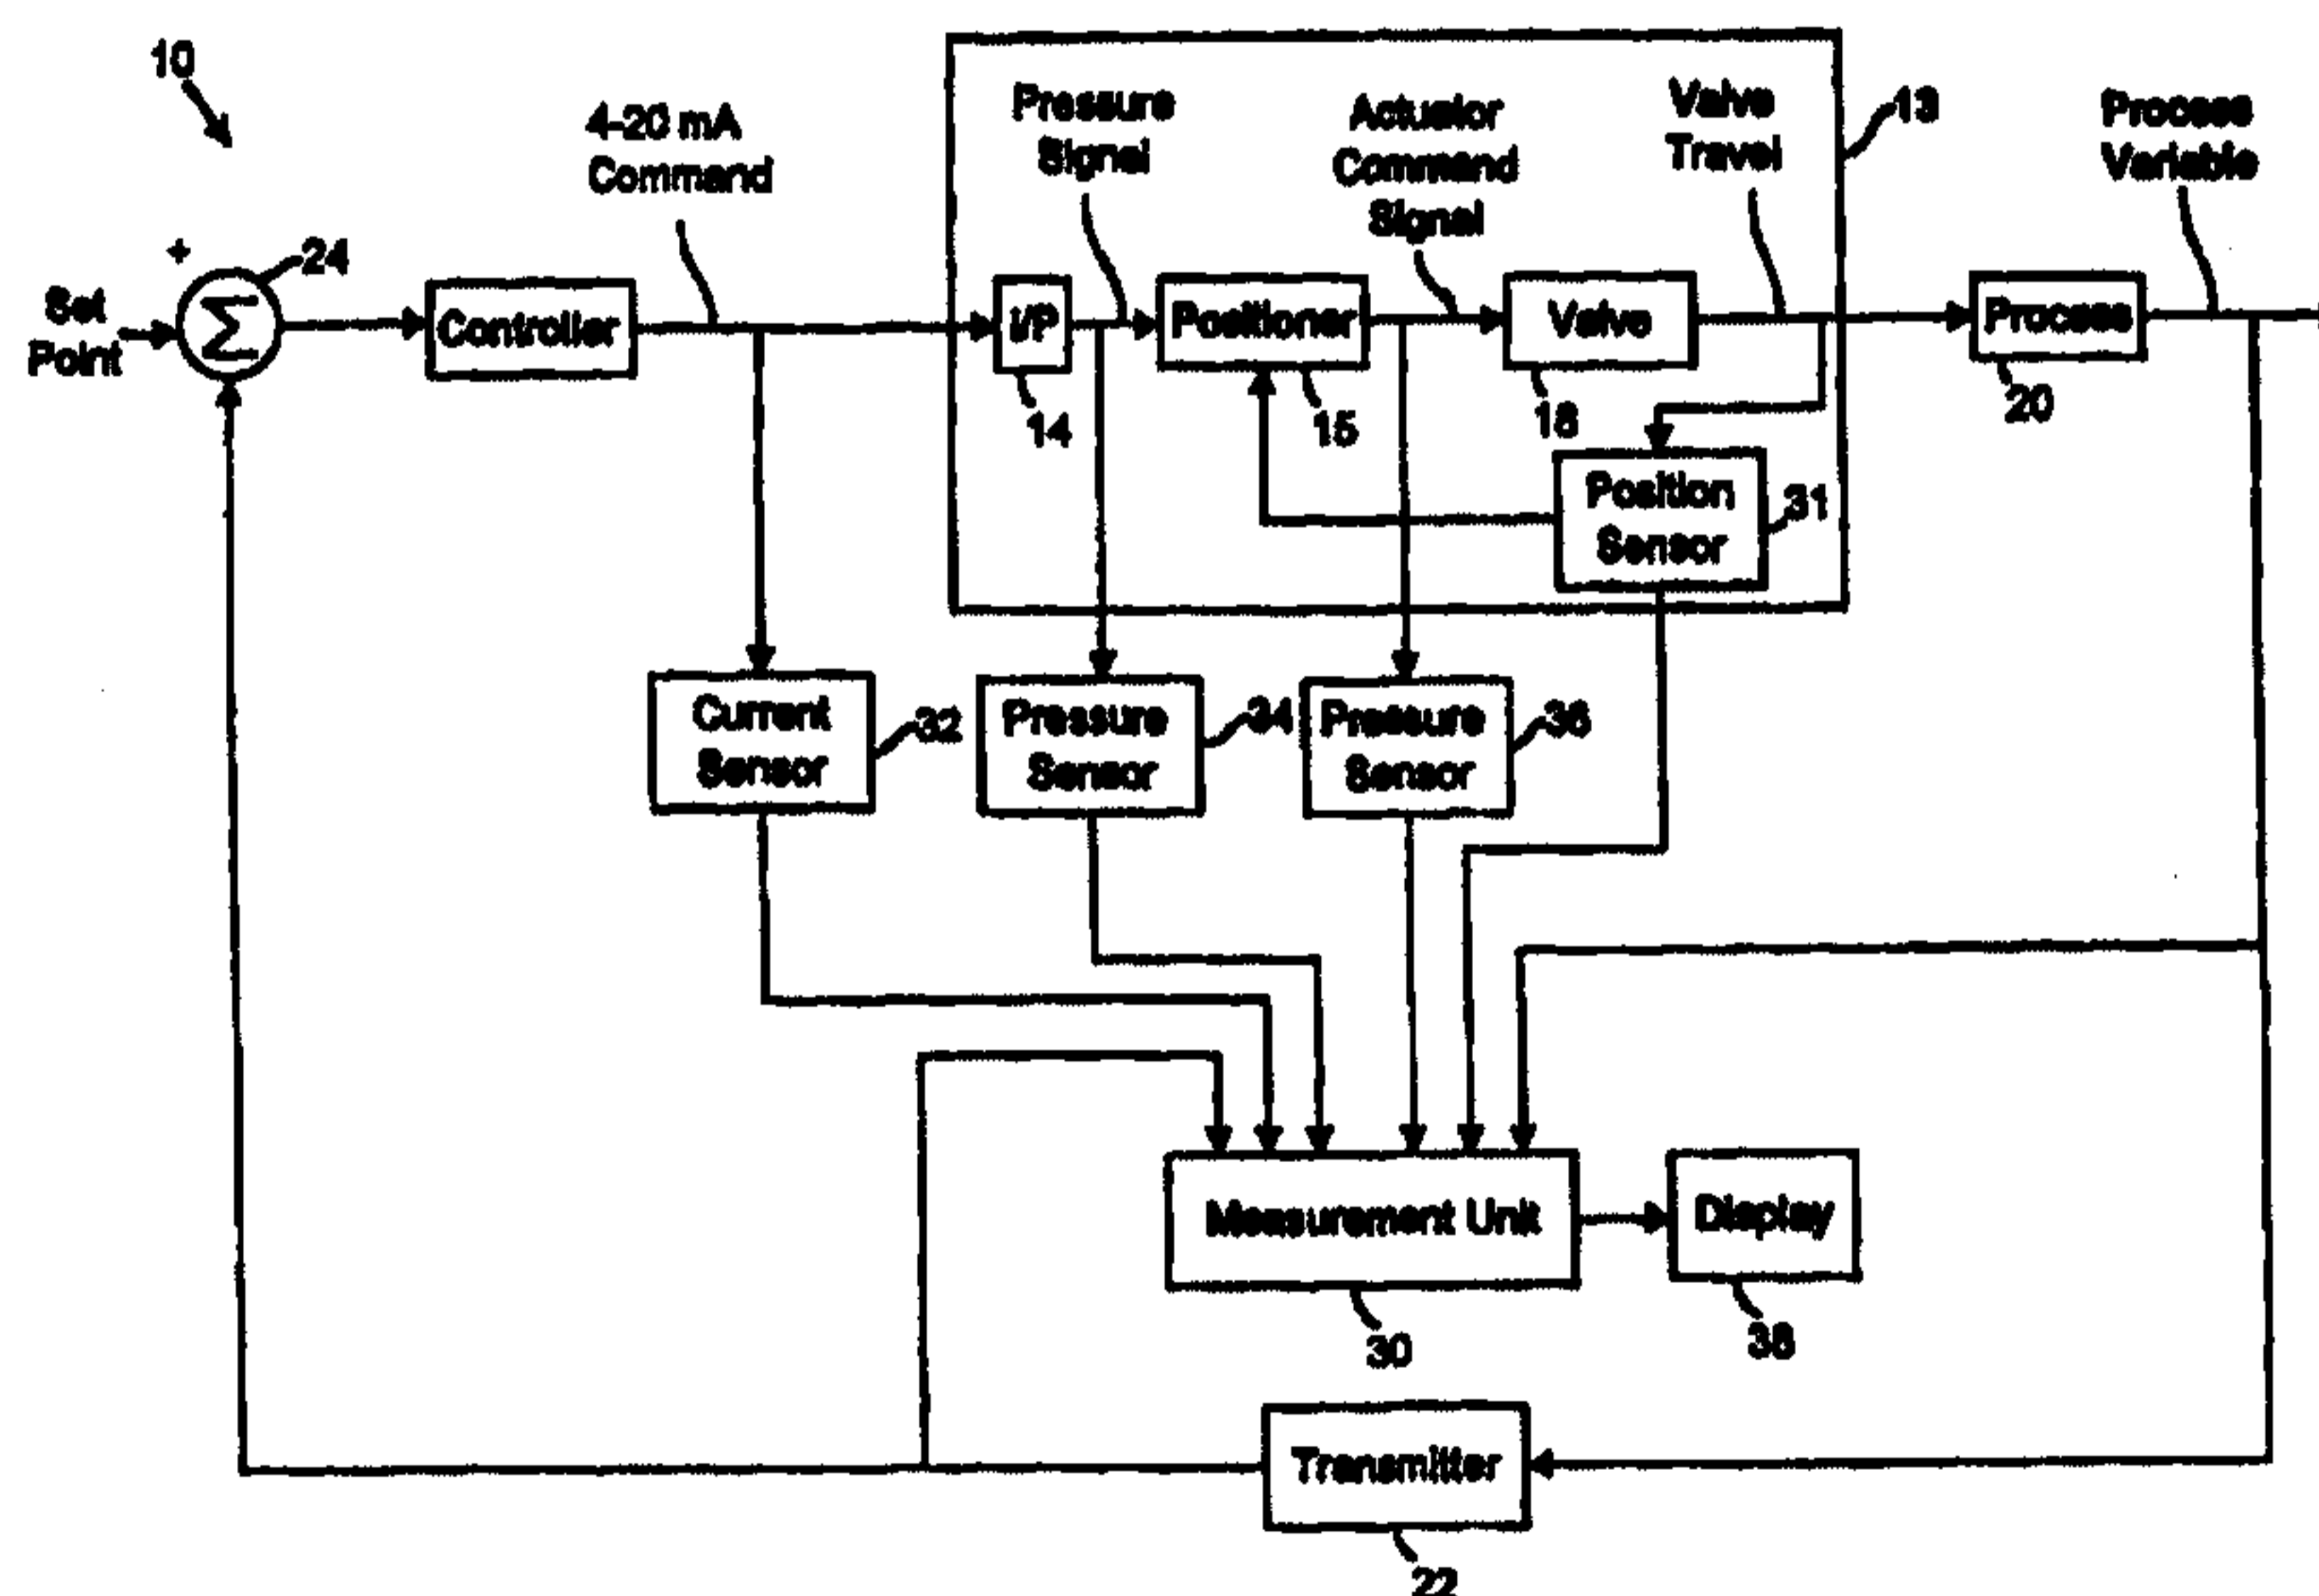 10
4-20 mA
Command
Pressure
Signal
Actuator
Command
Signal
Valve
Travel
13
Process
Variable
+
24
Set
Point
Σ
Controller
I/P
Positioner
Valve
Process
14
15
18
20
Position
Sensor
31
Current
Sensor
32
Pressure
Sensor
34
Pressure
Sensor
36
Measurement Unit
Display
30
38
Transmitter
22